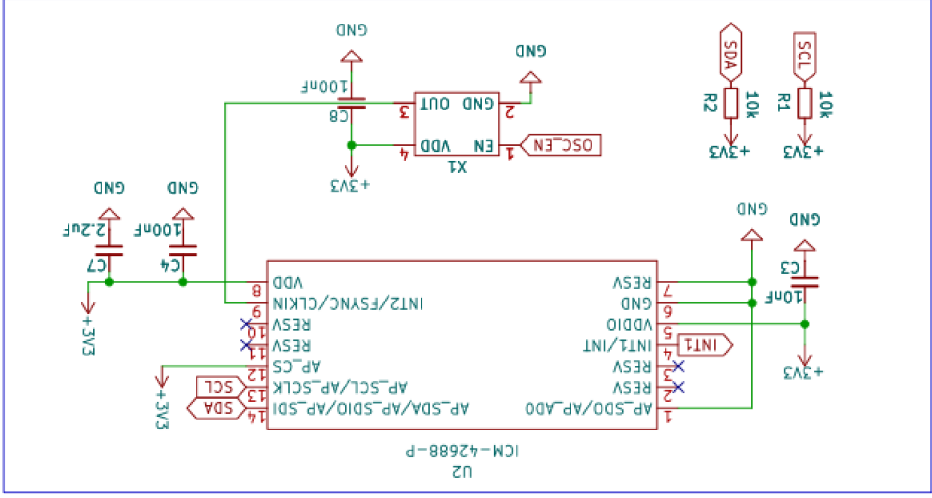 U2
ICM-42688-P
1 AP_SDO/AP_AD0
2 RESV
3 RESV
4 INT1/INT
5 VDDIO
6 GND
7 RESV
AP_SDA/AP_SDIO/AP_SDI 14
AP_SCL/AP_SCLK 13
AP_CS 12
RESV 11
RESV 10
INT2/FSYNC/CLKIN 9
VDD 8
SDA
SCL
+3V3
INT1
+3V3
10nF
C3
GND
GND
+3V3
C4
100nF
GND
C7
2.2uF
GND
+3V3
X1
1 EN
2 GND
VDD 4
OUT 3
OSC_EN
GND
C8
100nF
GND
+3V3
+3V3
R1
10k
SCL
+3V3
R2
10k
SDA